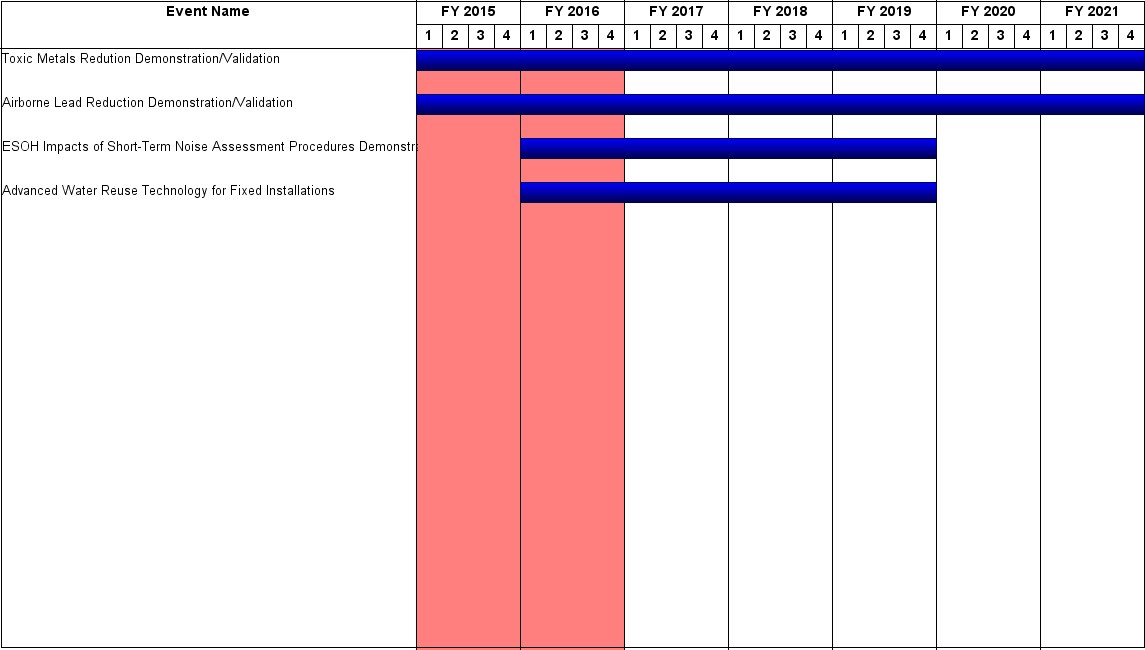 Event Name FY 2015 FY 2016 FY 2017 FY 2018 FY 2019 FY 2020 FY 2021
1 2 3 4 1 2 3 4 1 2 3 4 1 2 3 4 1 2 3 4 1 2 3 4 1 2 3 4
Toxic Metals Redution Demonstration/Validation
Airborne Lead Reduction Demonstration/Validation
ESOH Impacts of Short-Term Noise Assessment Procedures Demonstr
Advanced Water Reuse Technology for Fixed Installations